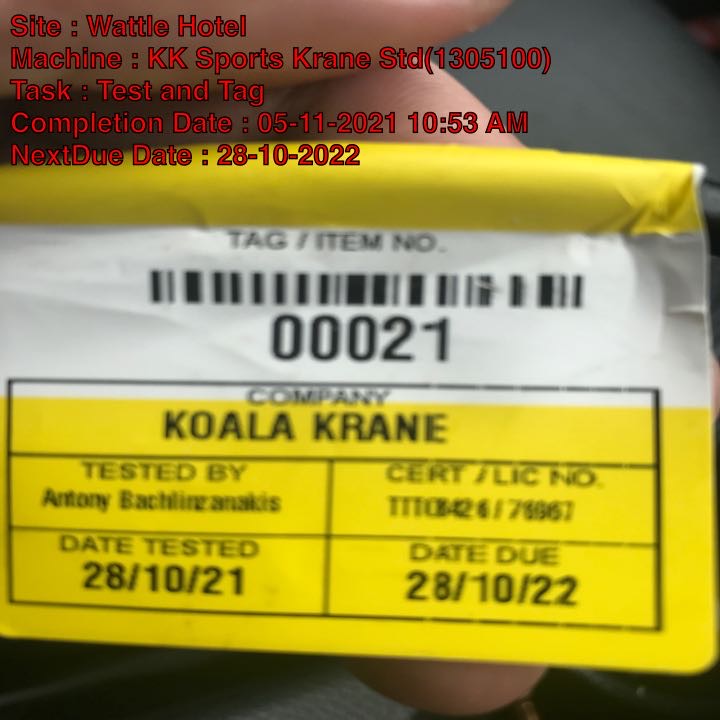 Site : Wattle Hotel
Machine : KK Sports Krane Std(1305100)
Task : Test and Tag
Completion Date : 05-11-2021 10:53 AM
NextDue Date : 28-10-2022
TAG / ITEM NO.
00021
COMPANY
KOALA KRANE
TESTED BY
CERT / LIC NO.
Antony
DATE TESTED
DATE DUE
28/10/21
28/10/22